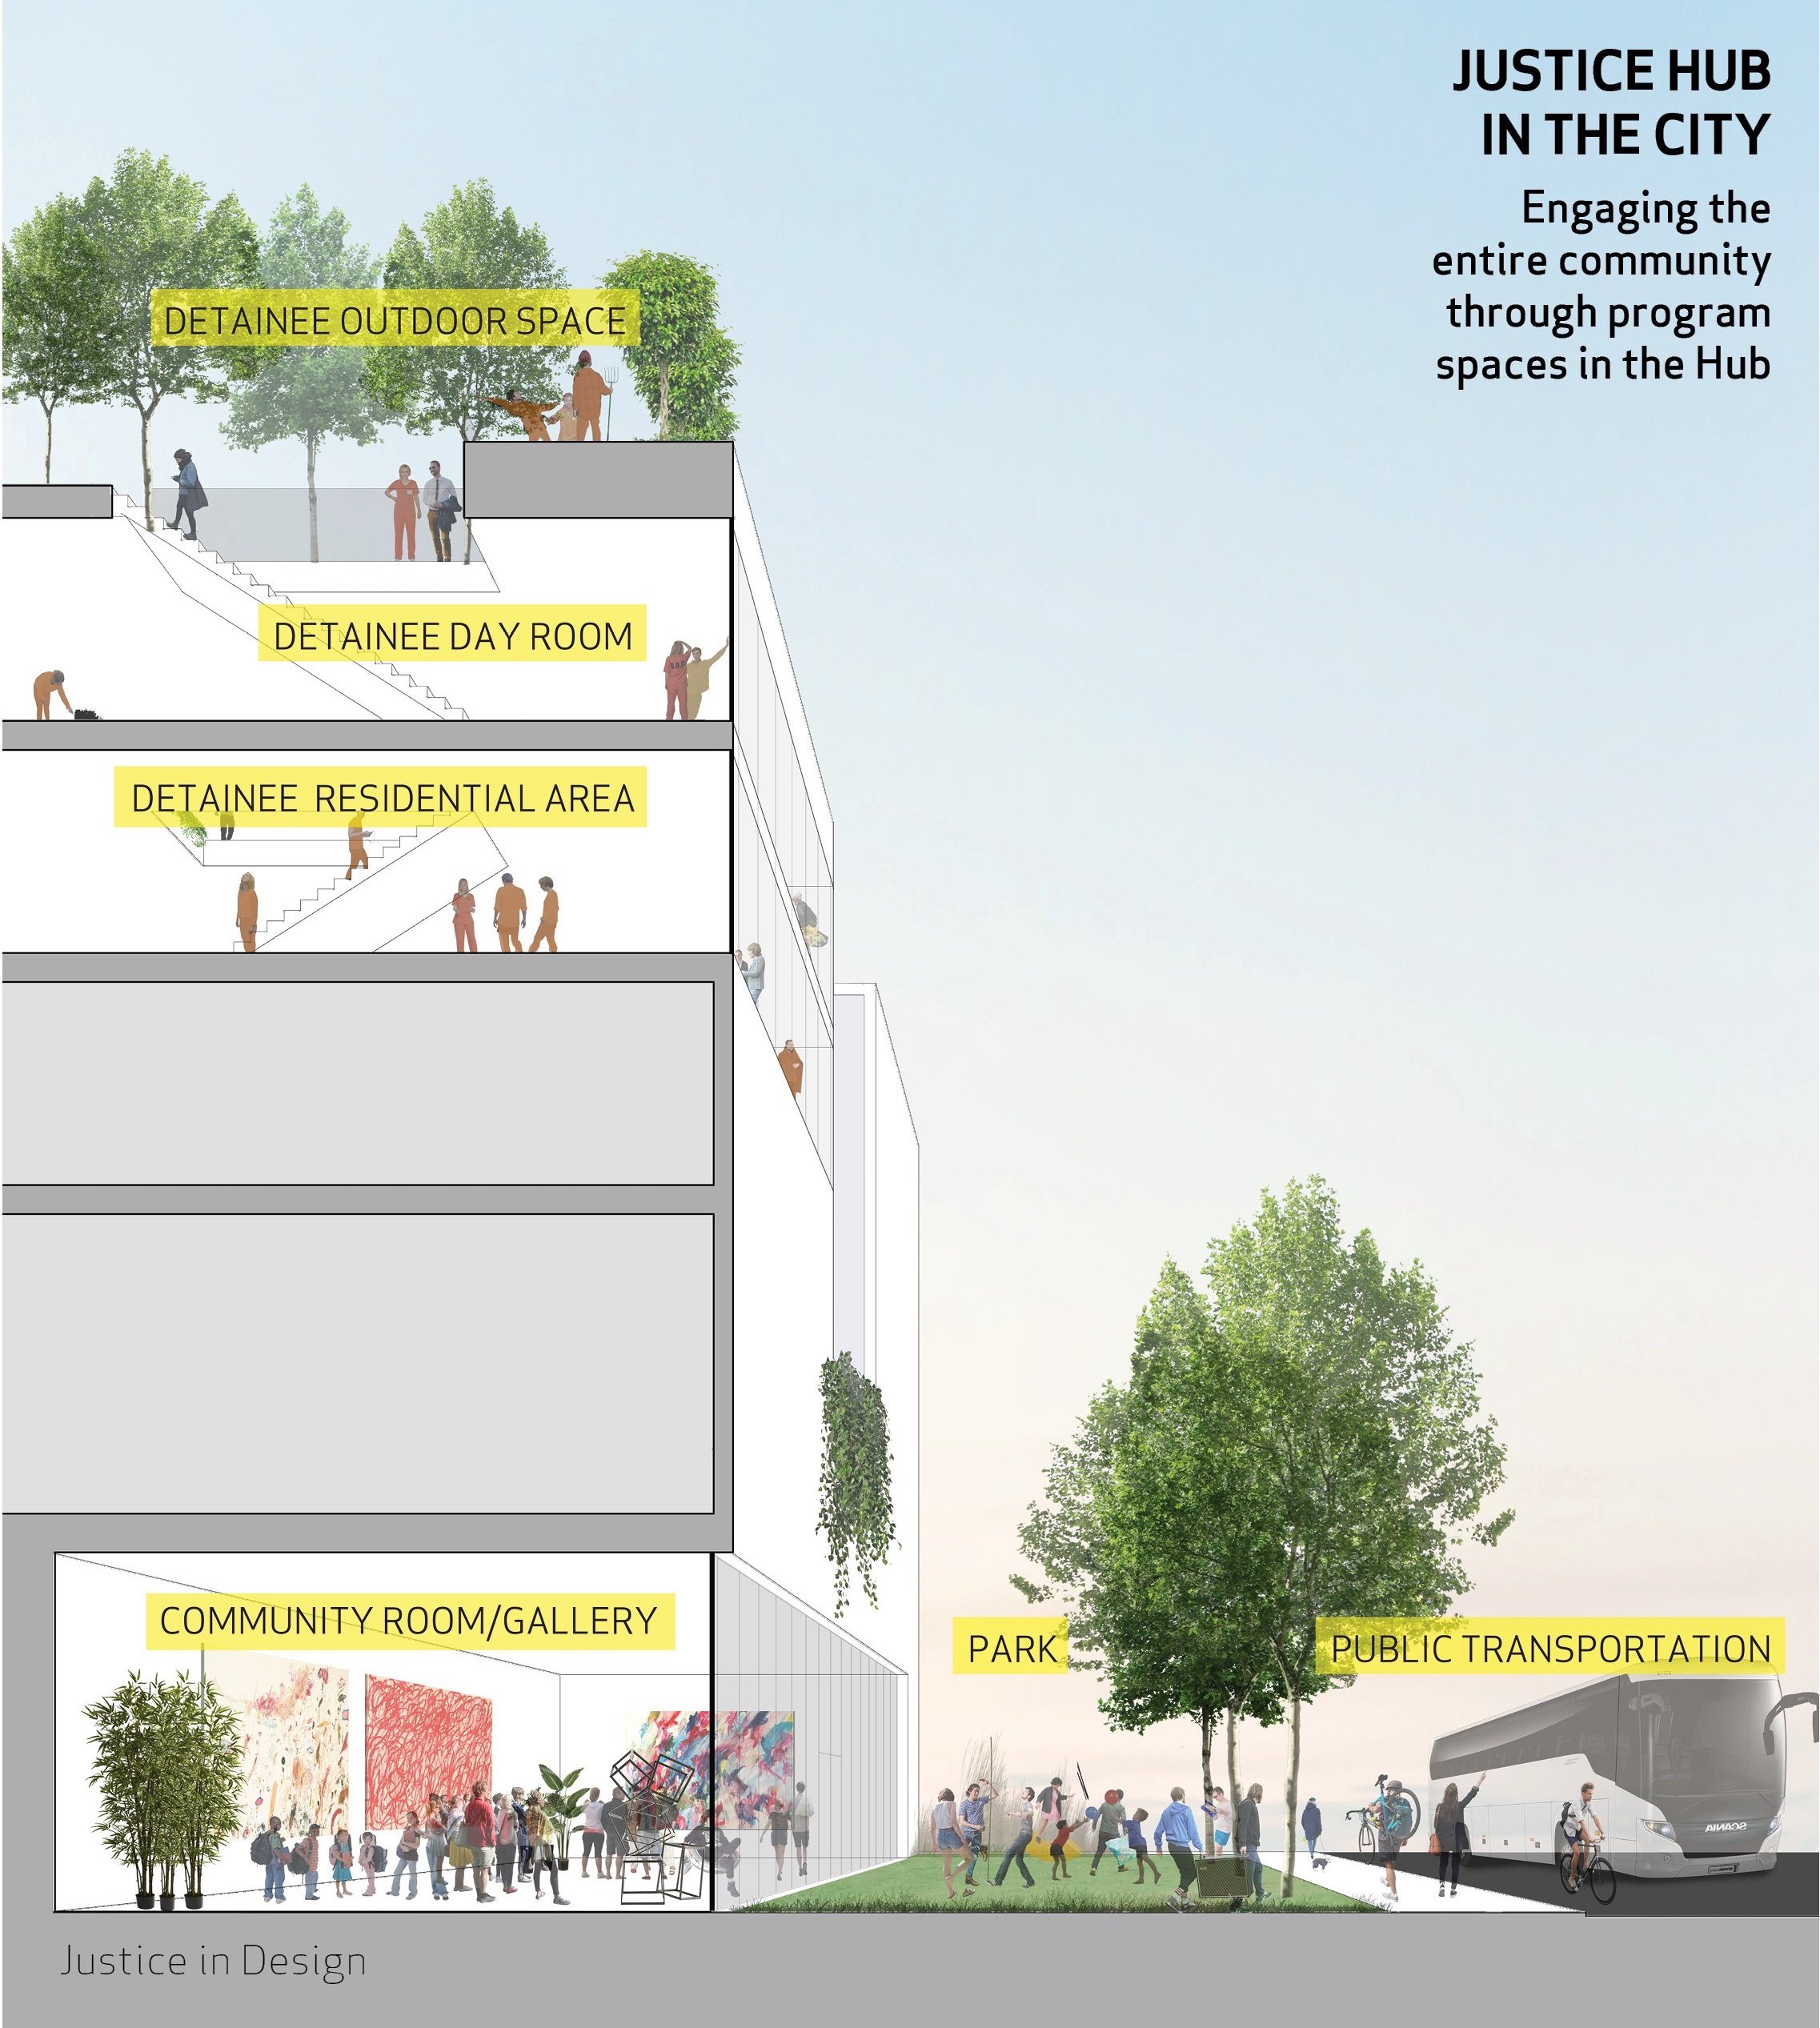 JUSTICE HUB
IN THE CITY
Engaging the
entire community
through program
spaces in the Hub
DETAINEE OUTDOOR SPACE
DETAINEE DAY ROOM
DETAINEE RESIDENTIAL AREA
COMMUNITY ROOM/GALLERY
PARK
PUBLIC TRANSPORTATION
SCANIA
Justice in Design